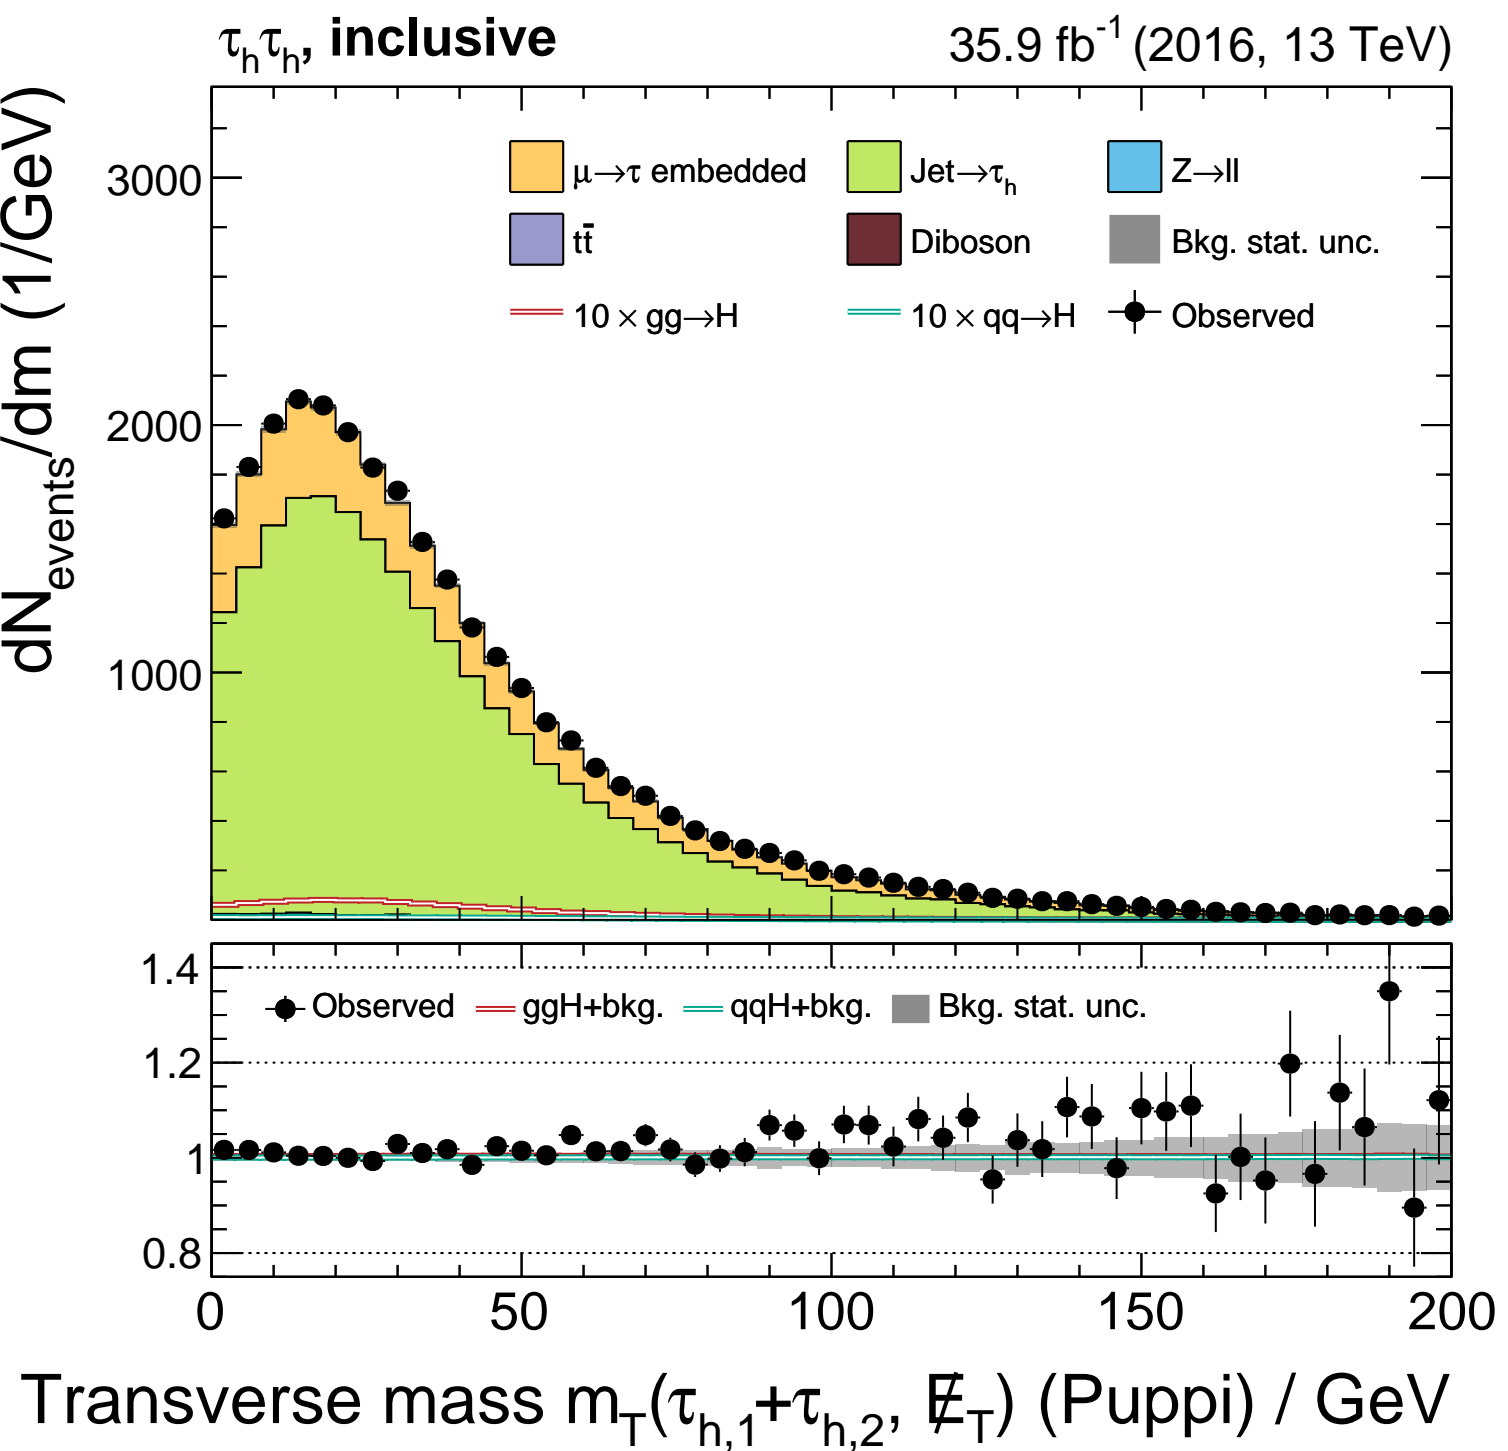 τhτh, inclusive 35.9 fb-1 (2016, 13 TeV)
dNevents/dm (1/GeV)
3000
2000
1000
μ→τ embedded Jet→τh Z→ll
tt̄ Diboson Bkg. stat. unc.
10 × gg→H 10 × qq→H Observed
1.4
1.2
1
0.8
Observed ggH+bkg. qqH+bkg. Bkg. stat. unc.
0 50 100 150 200
Transverse mass mT(τh,1+τh,2, E̸T) (Puppi) / GeV